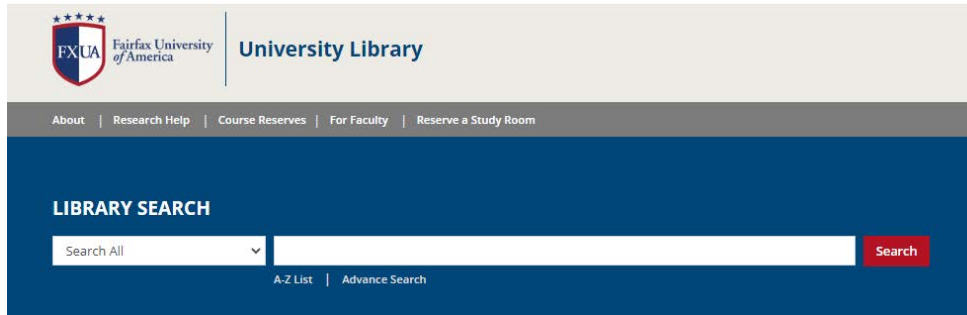 FXUA
Fairfax University
of America
University Library
About | Research Help | Course Reserves | For Faculty | Reserve a Study Room
LIBRARY SEARCH
Search All
Search
A-Z List | Advance Search